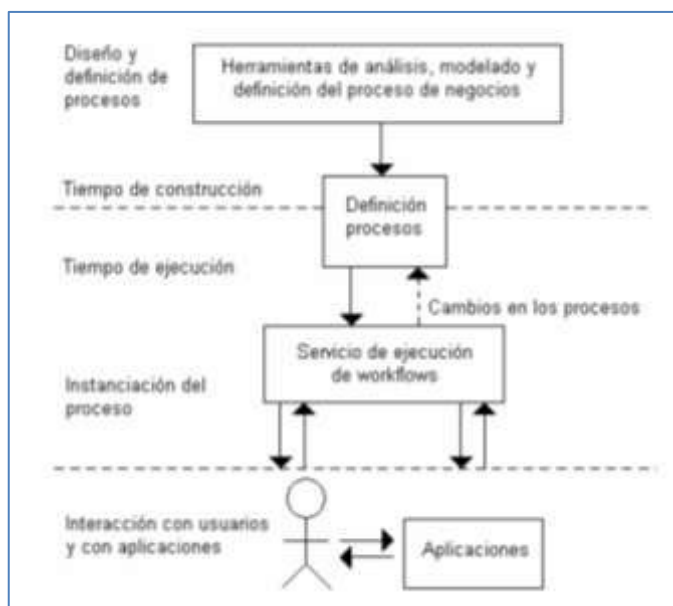 Diseño y
definición de
procesos
Herramientas de análisis, modelado y
definición del proceso de negocios
Tiempo de construcción
Definición
procesos
Tiempo de ejecución
Cambios en los procesos
Servicio de ejecución
de workflows
Instanciación del
proceso
Interacción con usuarios
y con aplicaciones
Aplicaciones